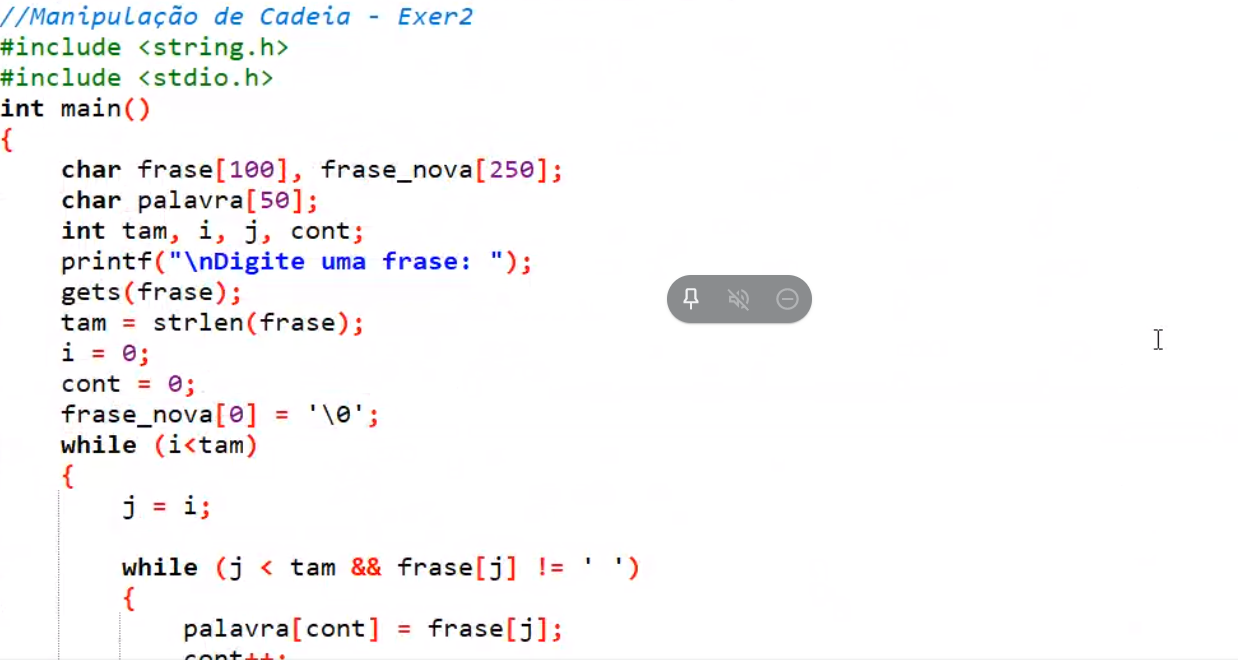 //Manipulação de Cadeia - Exer2
#include <string.h>
#include <stdio.h>
int main()
{
    char frase[100], frase_nova[250];
    char palavra[50];
    int tam, i, j, cont;
    printf("\nDigite uma frase: ");
    gets(frase);
    tam = strlen(frase);
    i = 0;
    cont = 0;
    frase_nova[0] = '\0';
    while (i<tam)
    {
        j = i;
        while (j < tam && frase[j] != ' ')
        {
            palavra[cont] = frase[j];
            cont++;